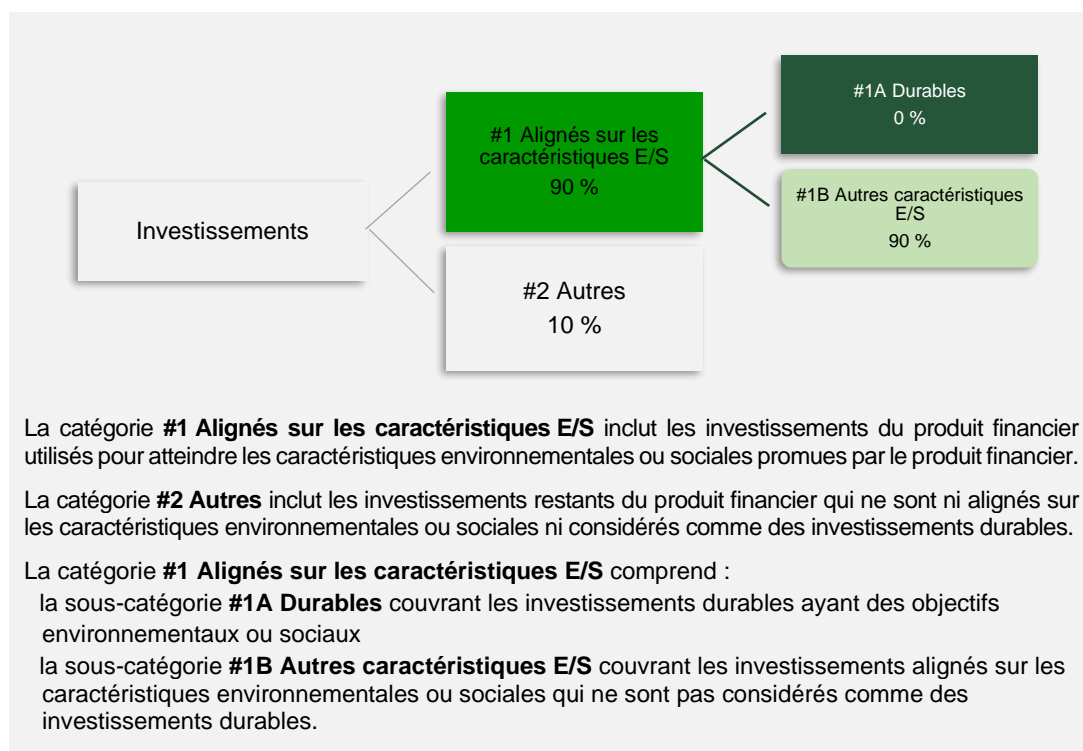 #1A Durables
0 %
#1 Alignés sur les
caractéristiques E/S
90 %
#1B Autres caractéristiques
E/S
90 %
Investissements
#2 Autres
10 %
La catégorie #1 Alignés sur les caractéristiques E/S inclut les investissements du produit financier
utilisés pour atteindre les caractéristiques environnementales ou sociales promues par le produit financier.
La catégorie #2 Autres inclut les investissements restants du produit financier qui ne sont ni alignés sur
les caractéristiques environnementales ou sociales ni considérés comme des investissements durables.
La catégorie #1 Alignés sur les caractéristiques E/S comprend :
la sous-catégorie #1A Durables couvrant les investissements durables ayant des objectifs
environnementaux ou sociaux
la sous-catégorie #1B Autres caractéristiques E/S couvrant les investissements alignés sur les
caractéristiques environnementales ou sociales qui ne sont pas considérés comme des
investissements durables.